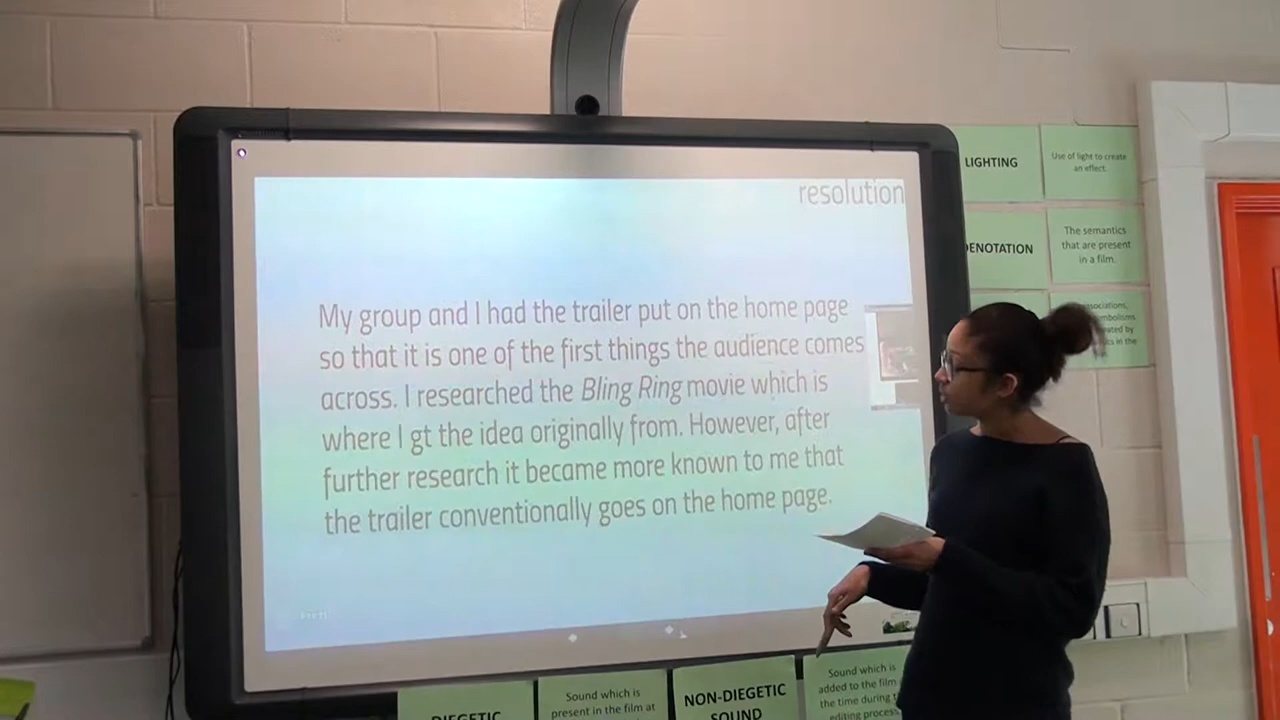 resolution
My group and I had the trailer put on the home page
so that it is one of the first things the audience comes
across. I researched the Bling Ring movie which is
where I gt the idea originally from. However, after
further research it became more known to me that
the trailer conventionally goes on the home page.
LIGHTING
Use of light to create
an effect.
DENOTATION
The semantics
that are present
in a film.
DIEGETIC
Sound which is
present in the film at
NON-DIEGETIC
SOUND
Sound which is
added to the film
the time during
editing process